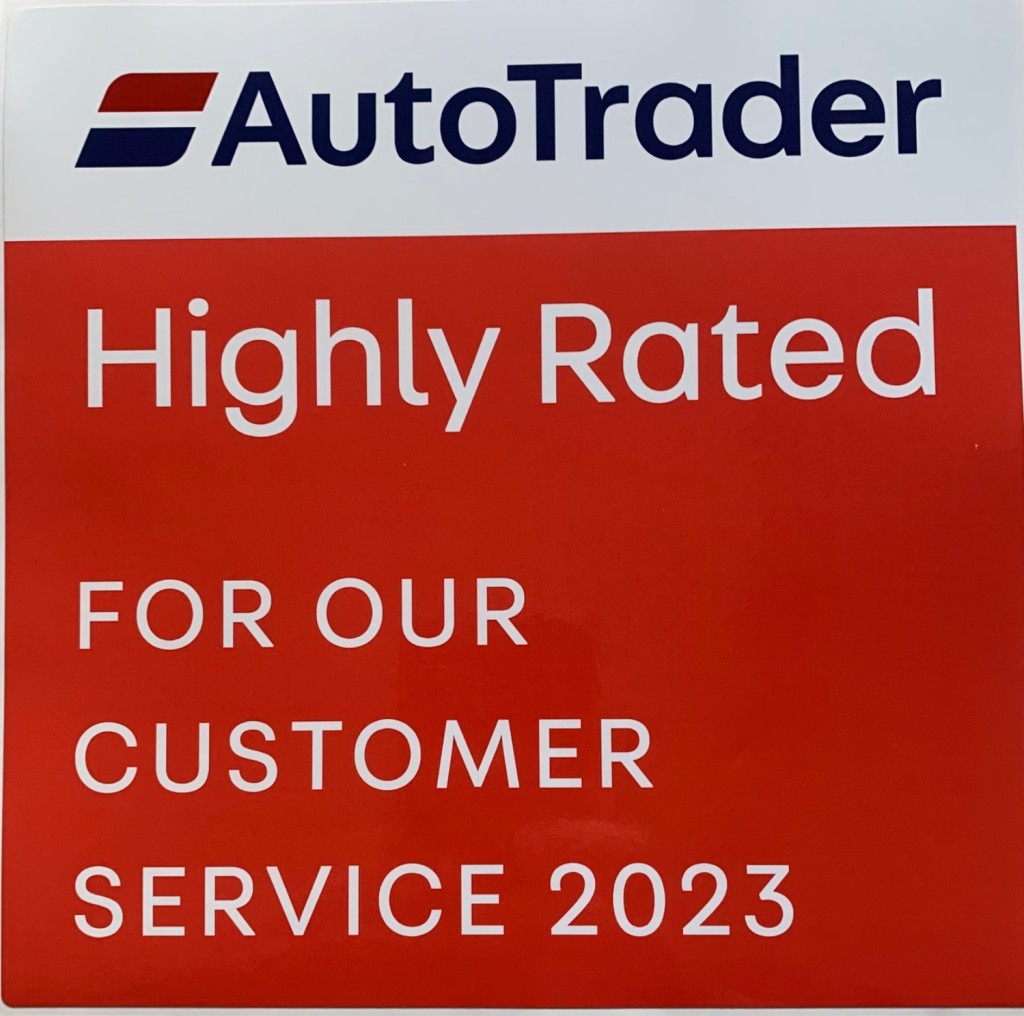 AutoTrader
Highly Rated
FOR OUR
CUSTOMER
SERVICE 2023